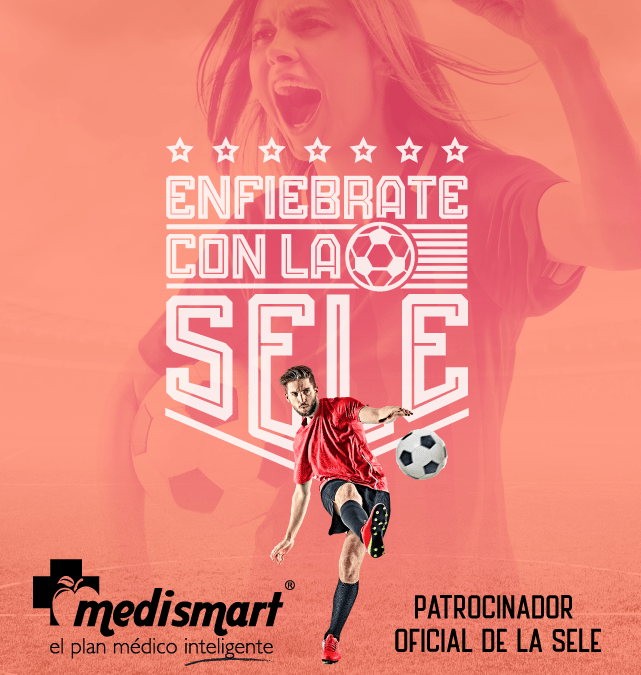 ENFIEBRATE
CON LA
SELE
medismart®
el plan médico inteligente
PATROCINADOR
OFICIAL DE LA SELE